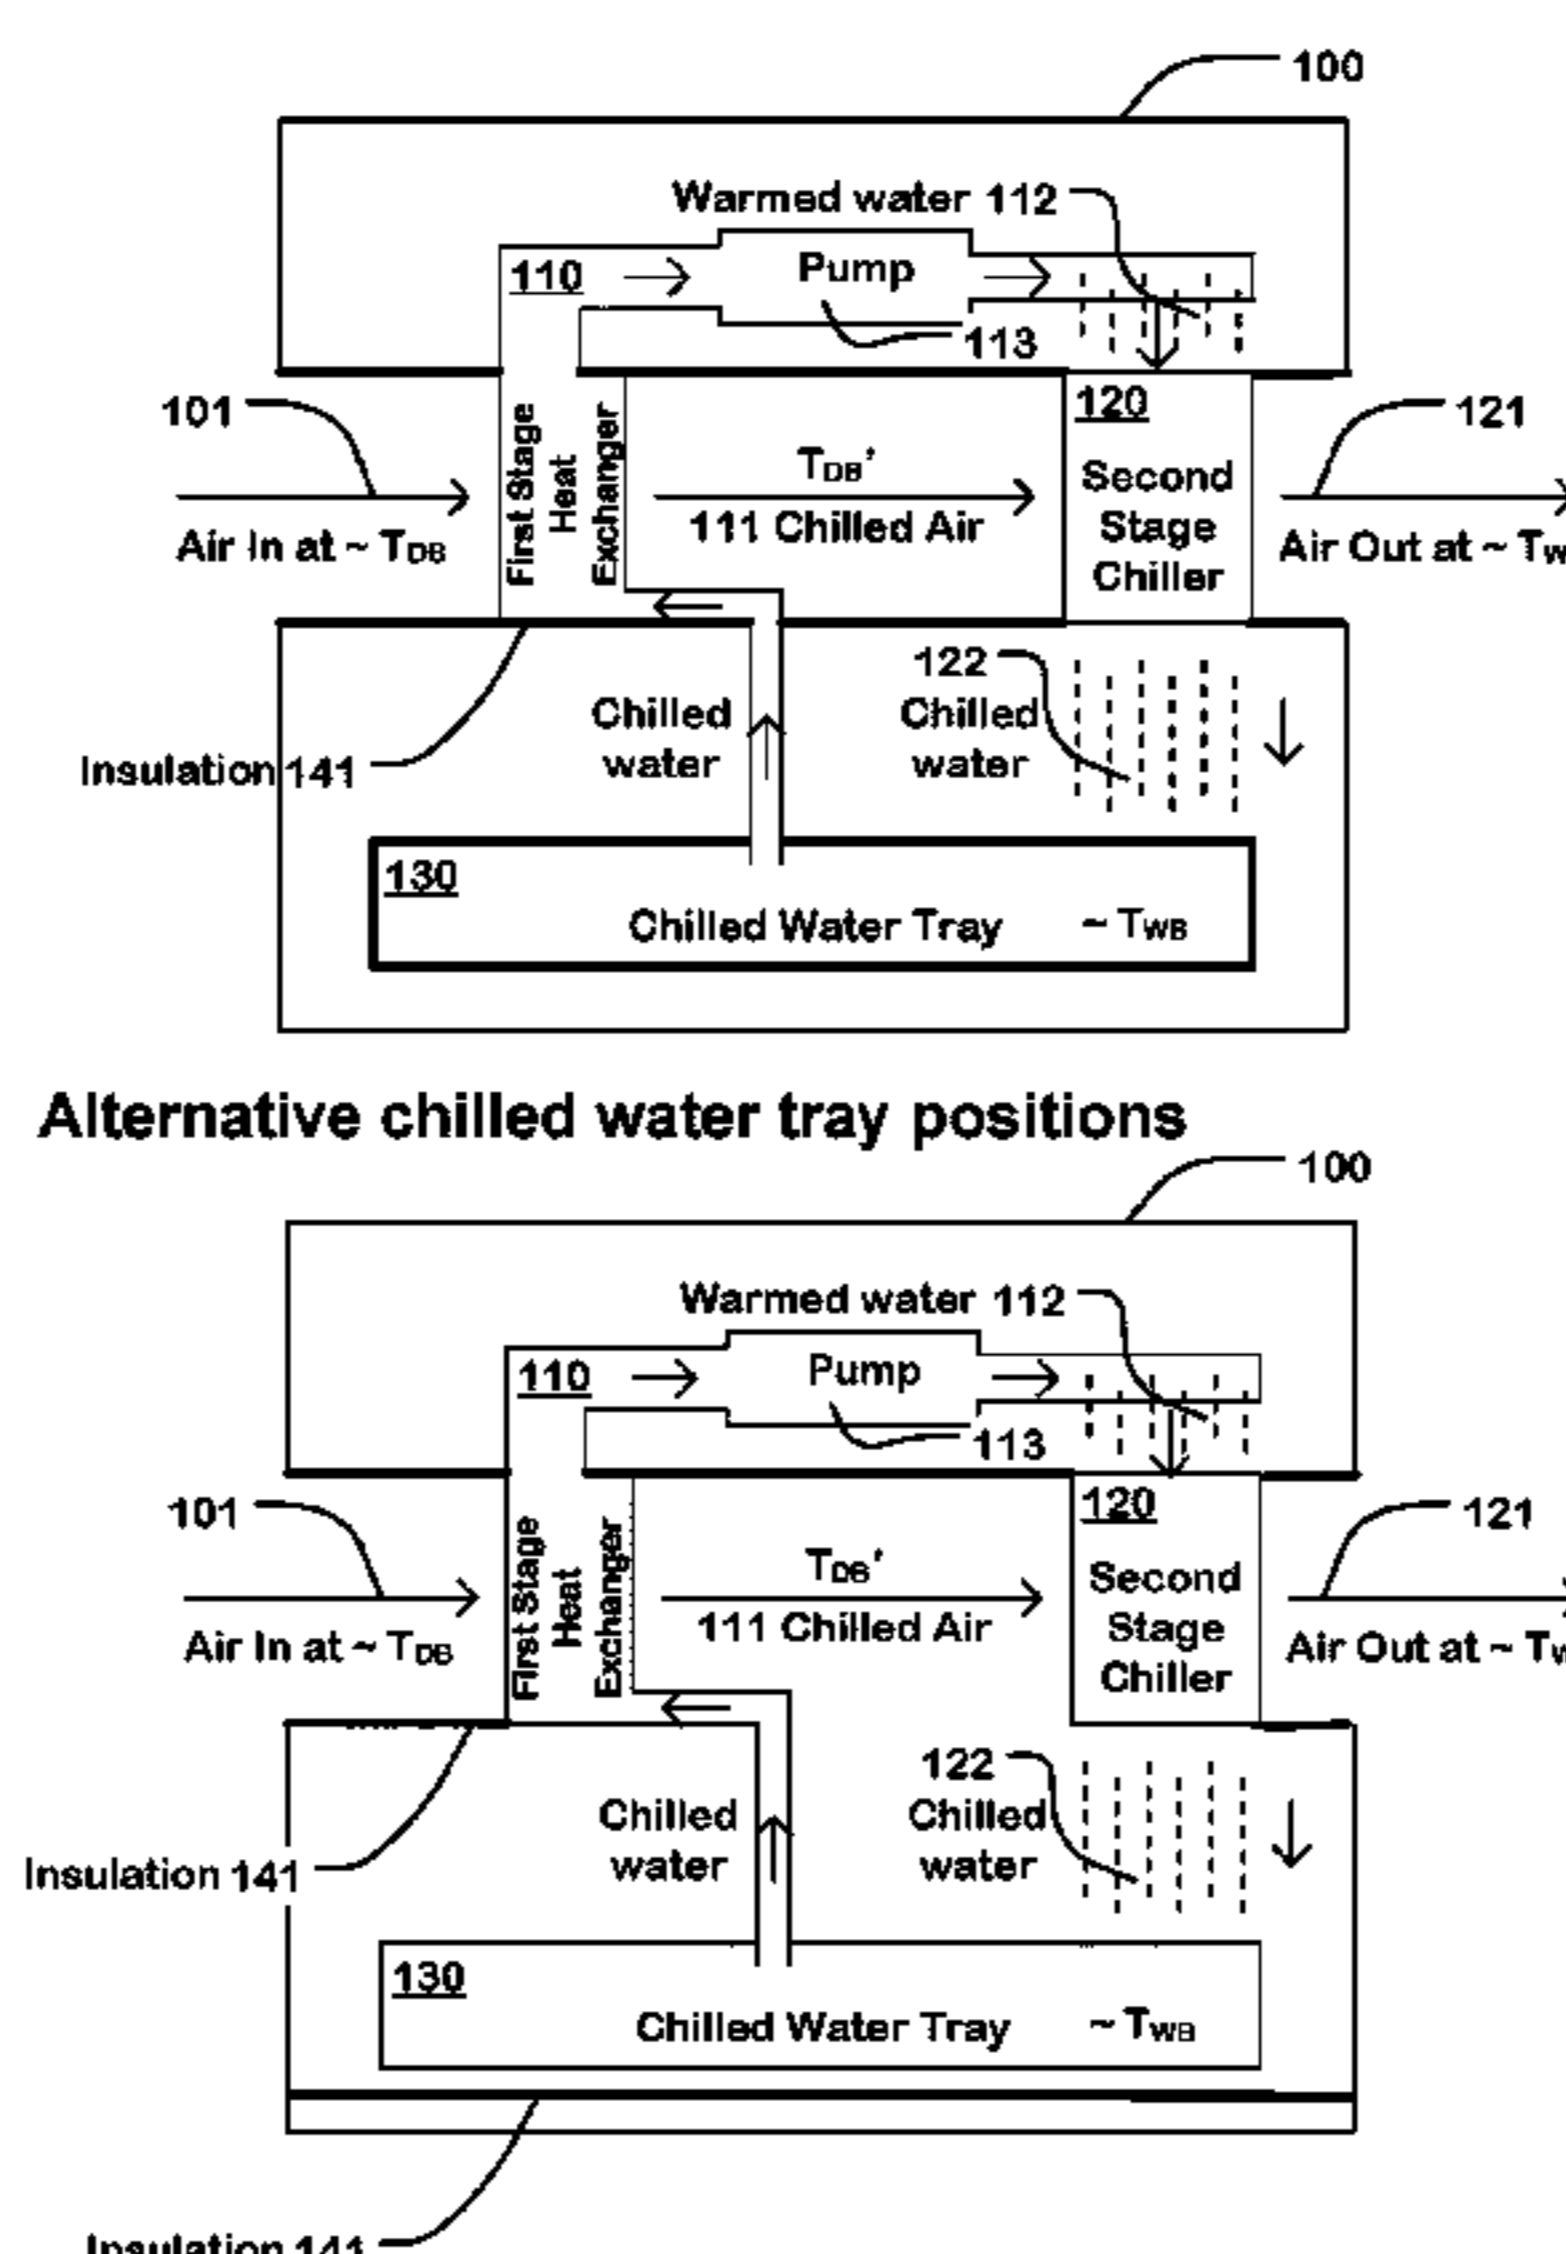 100
Warmed water 112
110
Pump
113
101
120
121
First Stage
Heat
Exchanger
TDB'
111 Chilled Air
Second
Stage
Chiller
Air In at ~ TDB
Air Out at ~ TW
122
Chilled
water
Chilled
water
Insulation 141
130
Chilled Water Tray ~ TWB
Alternative chilled water tray positions
100
Warmed water 112
110
Pump
113
101
120
121
First Stage
Heat
Exchanger
TDB'
111 Chilled Air
Second
Stage
Chiller
Air In at ~ TDB
Air Out at ~ TW
122
Chilled
water
Chilled
water
Insulation 141
130
Chilled Water Tray ~ TWB
Insulation 141